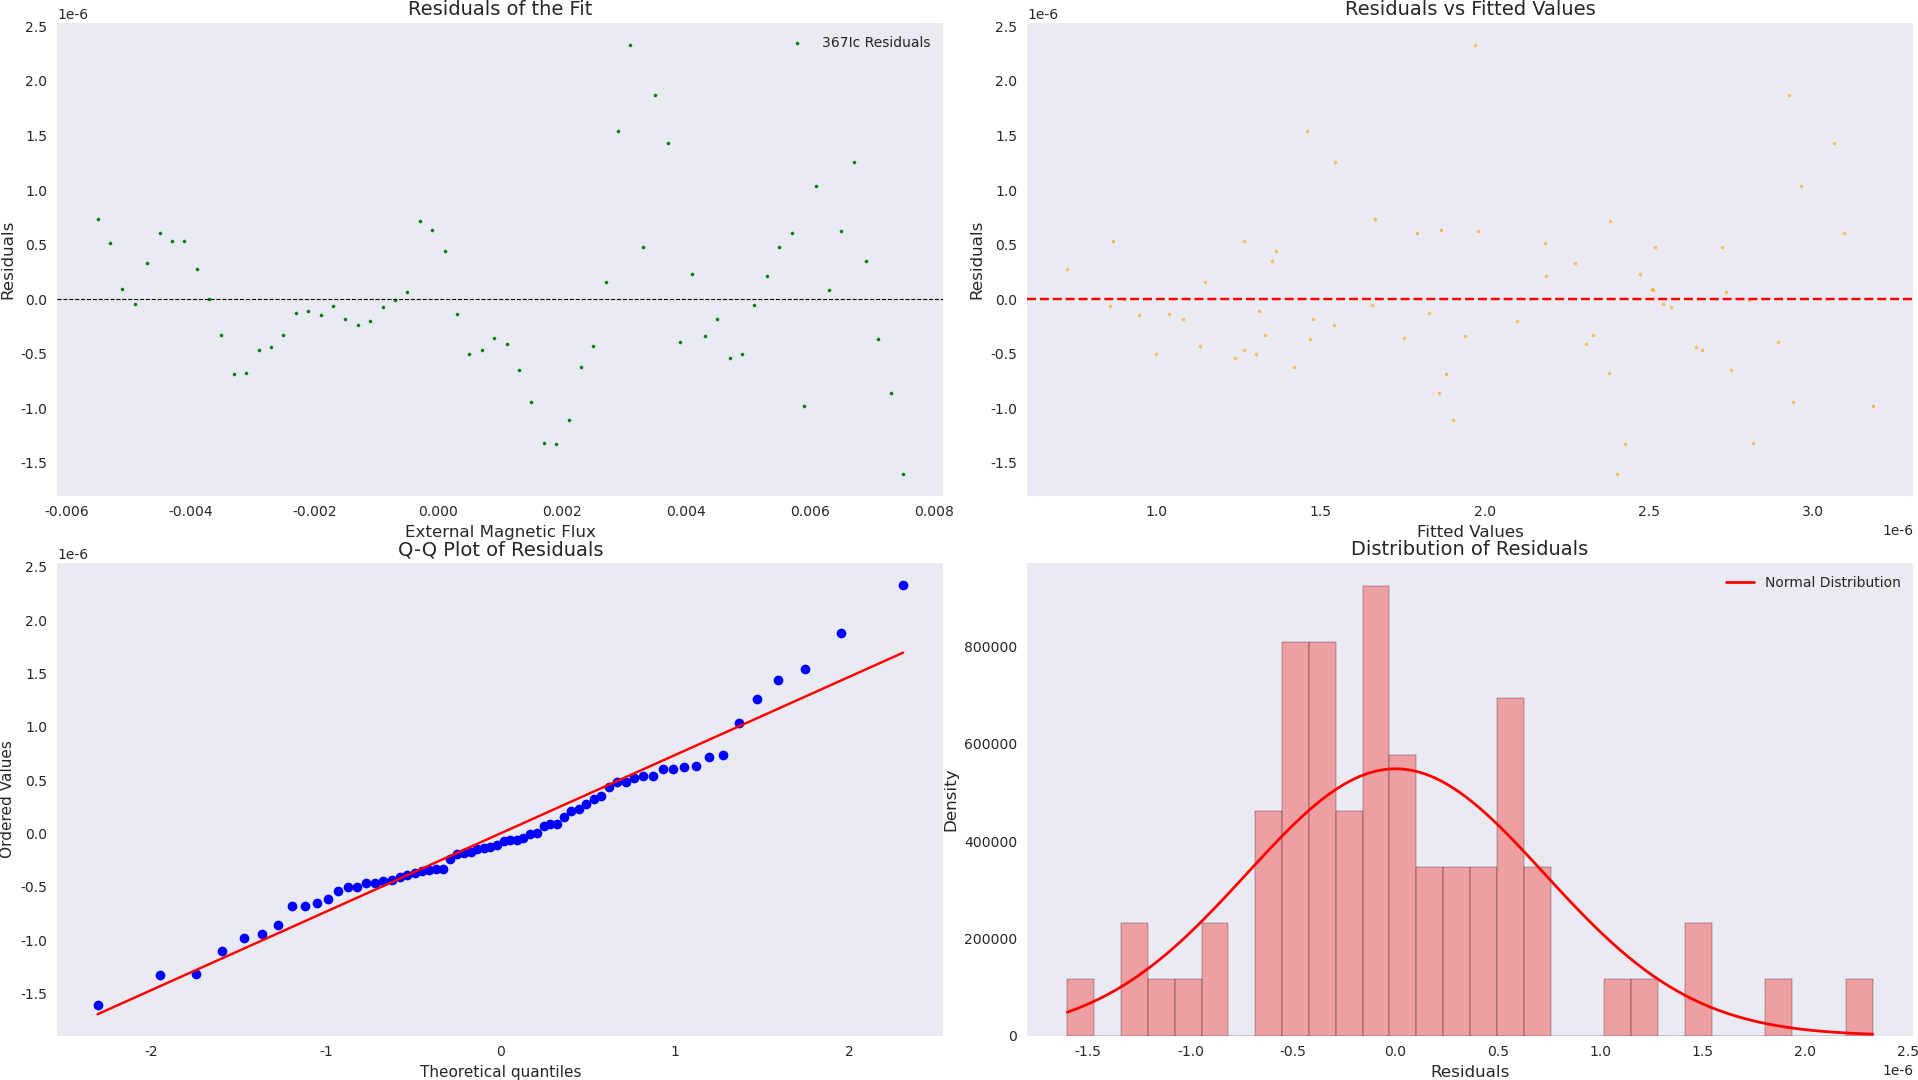 Residuals of the Fit
1e-6
367Ic Residuals
Residuals
2.5
2.0
1.5
1.0
0.5
0.0
-0.5
-1.0
-1.5
-0.006 -0.004 -0.002 0.000 0.002 0.004 0.006 0.008
External Magnetic Flux
Residuals vs Fitted Values
1e-6
Residuals
2.5
2.0
1.5
1.0
0.5
0.0
-0.5
-1.0
-1.5
1.0 1.5 2.0 2.5 3.0
1e-6
Fitted Values
Q-Q Plot of Residuals
1e-6
Ordered Values
2.5
2.0
1.5
1.0
0.5
0.0
-0.5
-1.0
-1.5
-2 -1 0 1 2
Theoretical quantiles
Distribution of Residuals
Normal Distribution
Density
800000
600000
400000
200000
0
-1.5 -1.0 -0.5 0.0 0.5 1.0 1.5 2.0 2.5
1e-6
Residuals